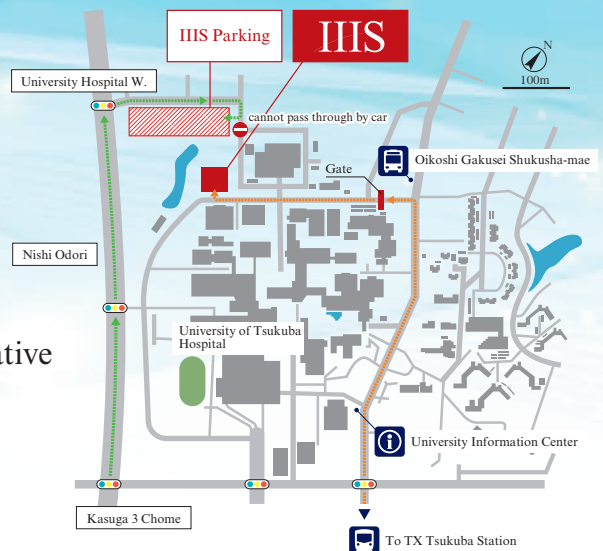 IIIS Parking
IIIS
N
100m
University Hospital W.
cannot pass through by car
Oikoshi Gakusei Shukusha-mae
Gate
Nishi Odori
University of Tsukuba
Hospital
ative
University Information Center
Kasuga 3 Chome
To TX Tsukuba Station